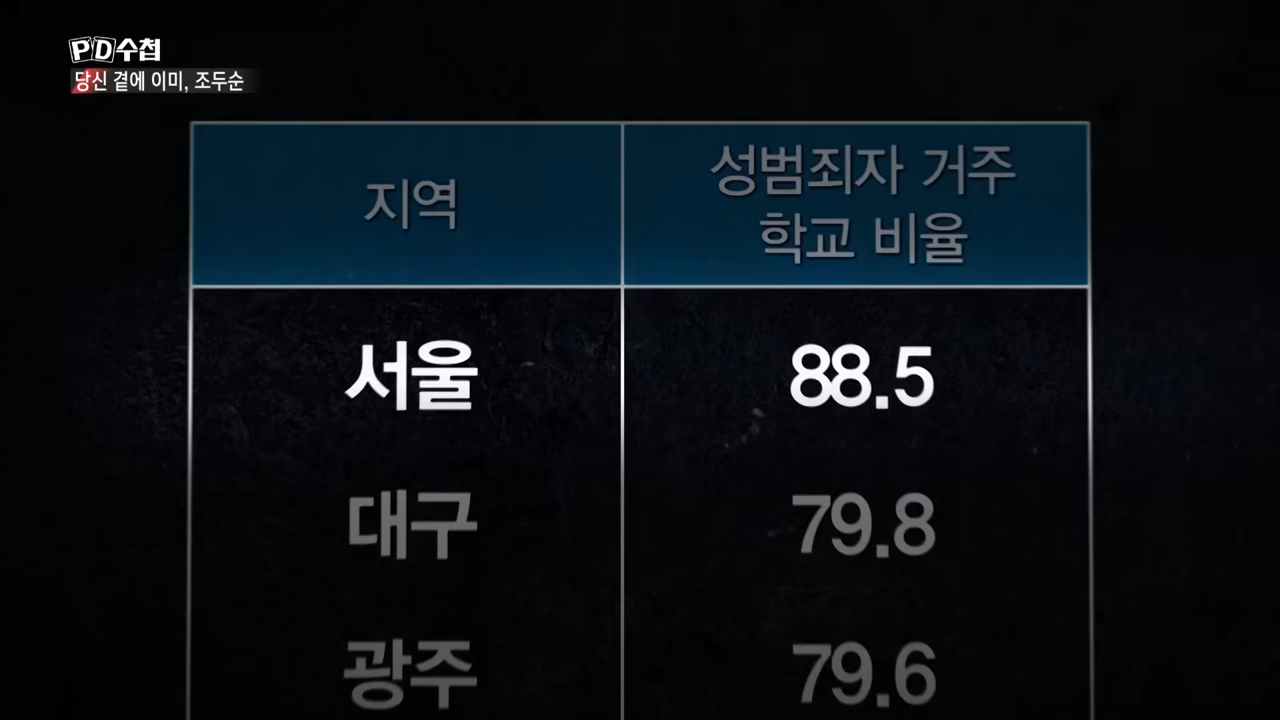 PD수첩
당신 곁에 이미, 조두순
지역
성범죄자 거주
학교 비율
서울 88.5
대구 79.8
광주 79.6